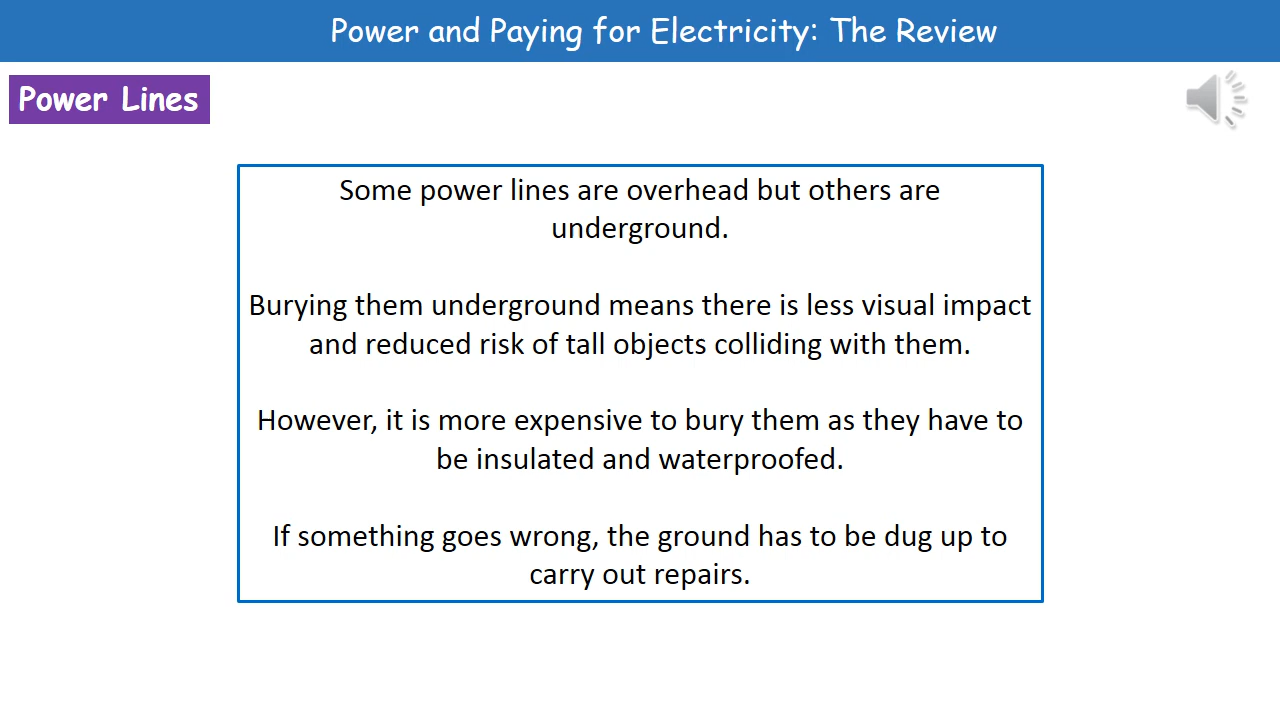 Power and Paying for Electricity: The Review
Power Lines
Some power lines are overhead but others are
underground.
Burying them underground means there is less visual impact
and reduced risk of tall objects colliding with them.
However, it is more expensive to bury them as they have to
be insulated and waterproofed.
If something goes wrong, the ground has to be dug up to
carry out repairs.